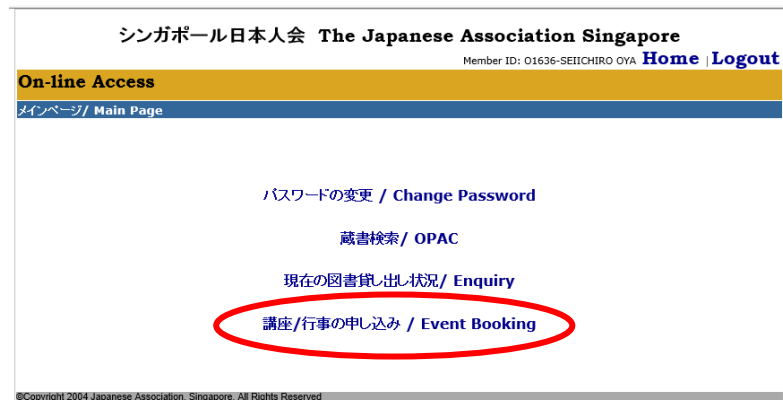 シンガポール日本人会 The Japanese Association Singapore
Member ID: 01636-SEIICHIRO OYA Home | Logout
On-line Access
メインページ/ Main Page
パスワードの変更 / Change Password
蔵書検索/ OPAC
現在の図書貸し出し状況/ Enquiry
講座/行事の申し込み / Event Booking
©Copyright 2004 Japanese Association, Singapore. All Rights Reserved